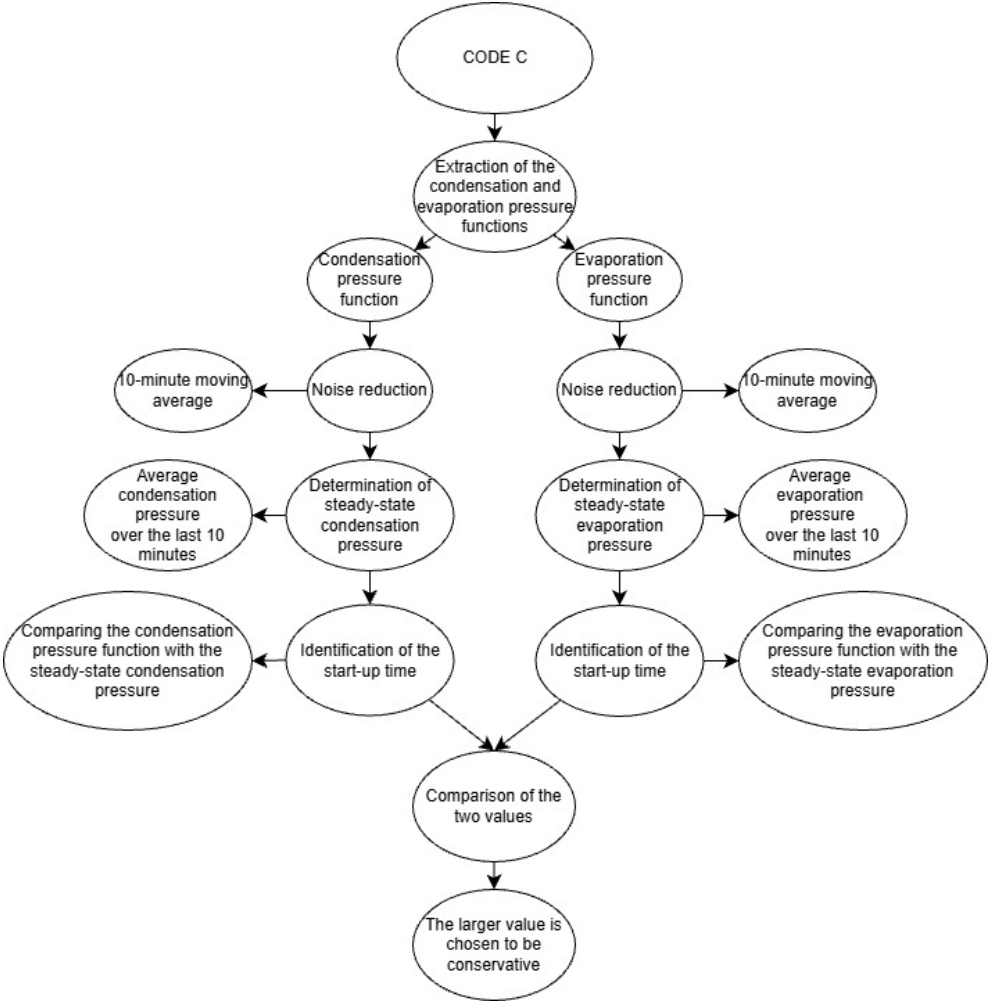 CODE C
Extraction of the
condensation and
evaporation pressure
functions
Condensation
pressure
function
Evaporation
pressure
function
10-minute moving
average
Noise reduction
Noise reduction
10-minute moving
average
Average
condensation
pressure
over the last 10
minutes
Determination of
steady-state
condensation
pressure
Determination of
steady-state
evaporation
pressure
Average
evaporation
pressure
over the last 10
minutes
Comparing the condensation
pressure function with the
steady-state condensation
pressure
Identification of the
start-up time
Identification of the
start-up time
Comparing the evaporation
pressure function with the
steady-state evaporation
pressure
Comparison of the
two values
The larger value is
chosen to be
conservative